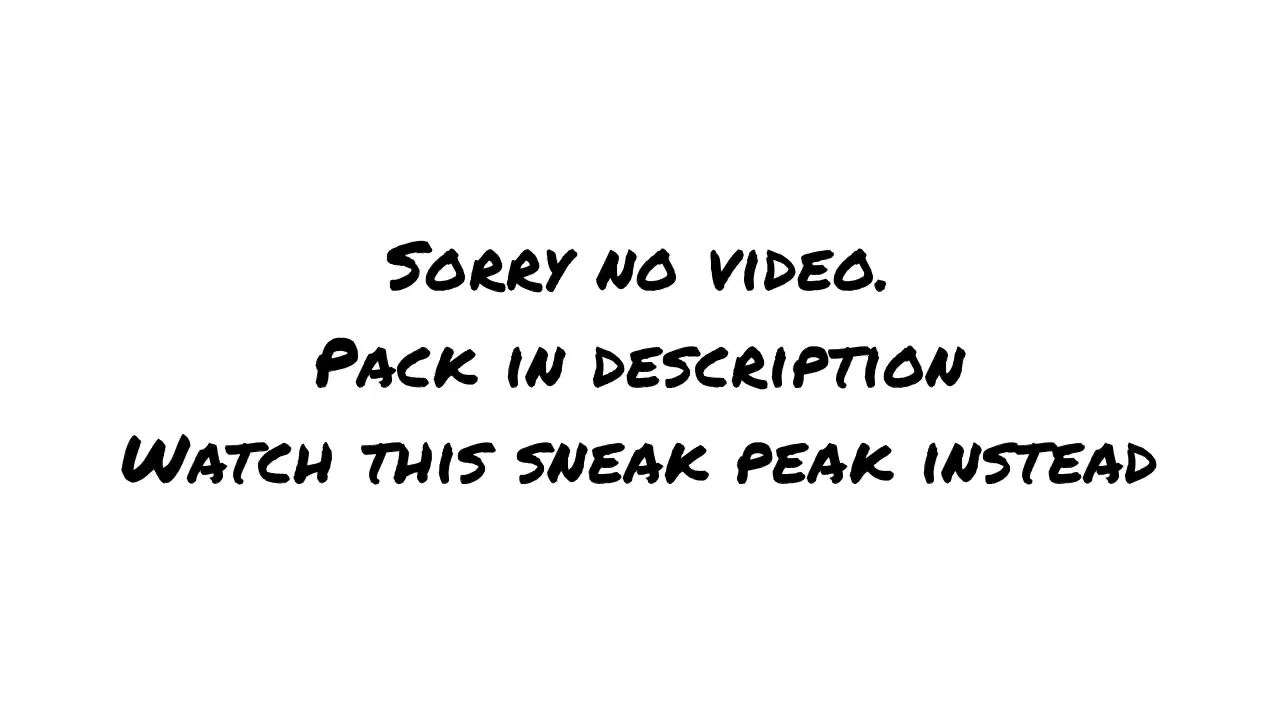 Sorry no video.
Pack in description
Watch this sneak peak instead